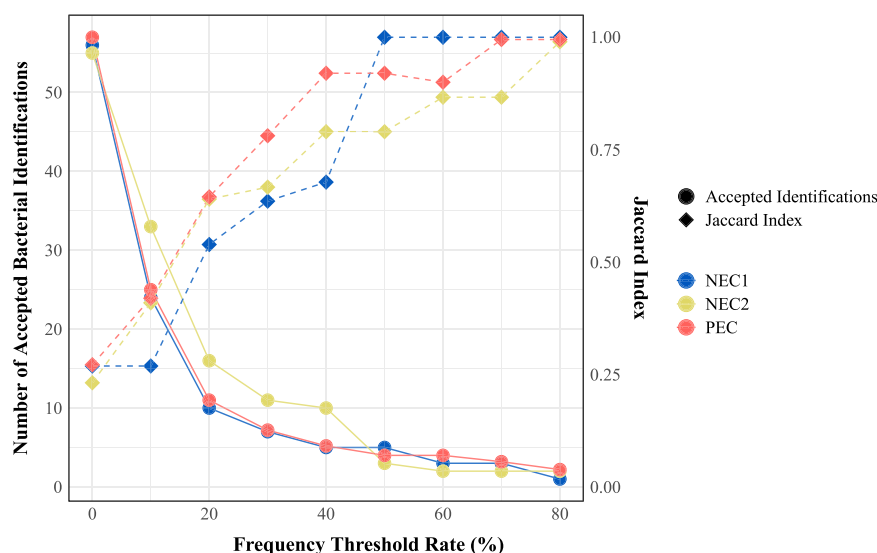 Number of Accepted Bacterial Identifications
50
40
30
20
10
0
1.00
0.75
0.50
0.25
0.00
Jaccard Index
0
20
40
60
80
Frequency Threshold Rate (%)
Accepted Identifications
Jaccard Index
NEC1
NEC2
PEC